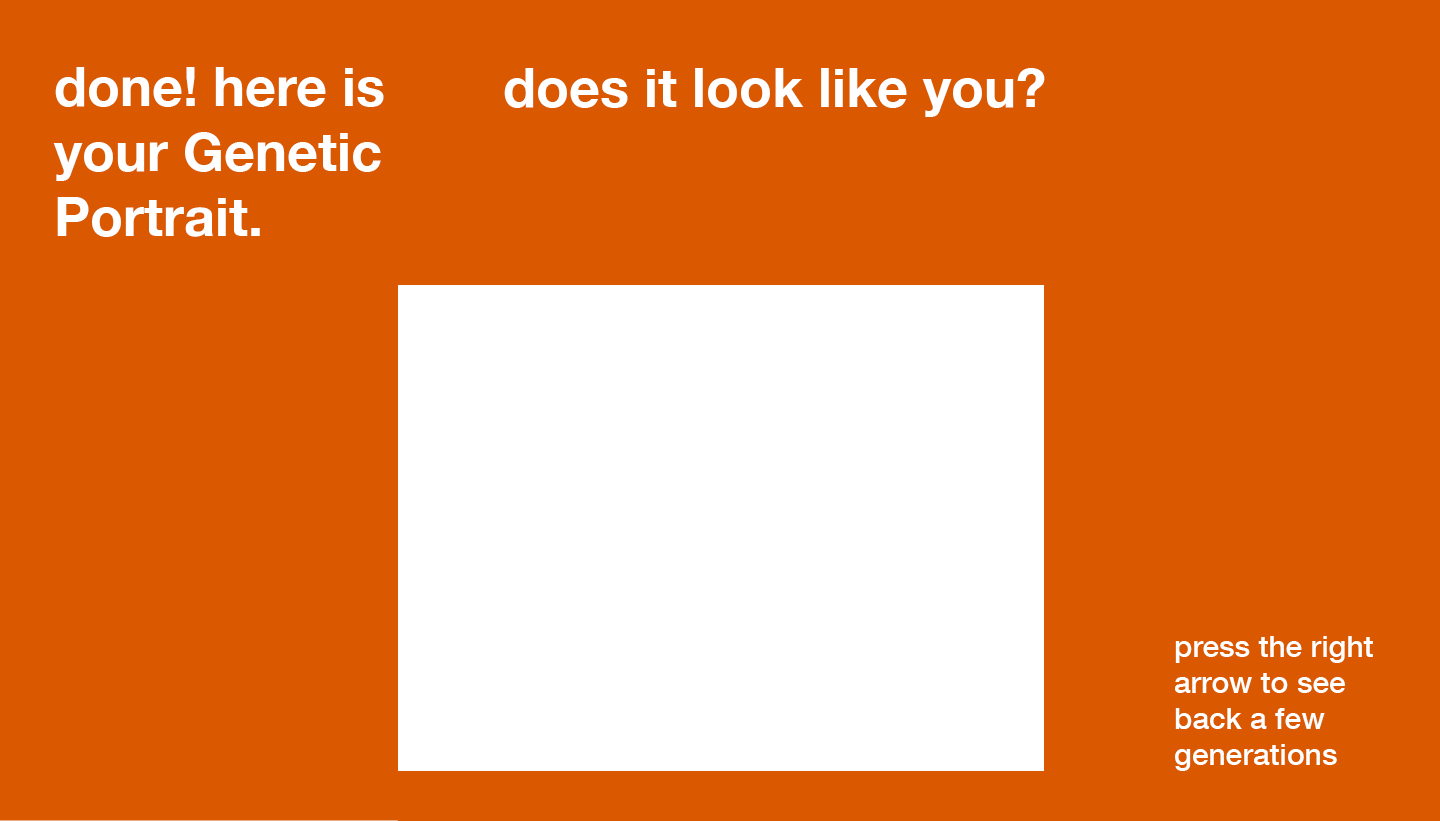 done! here is
your Genetic
Portrait.
does it look like you?
press the right
arrow to see
back a few
generations